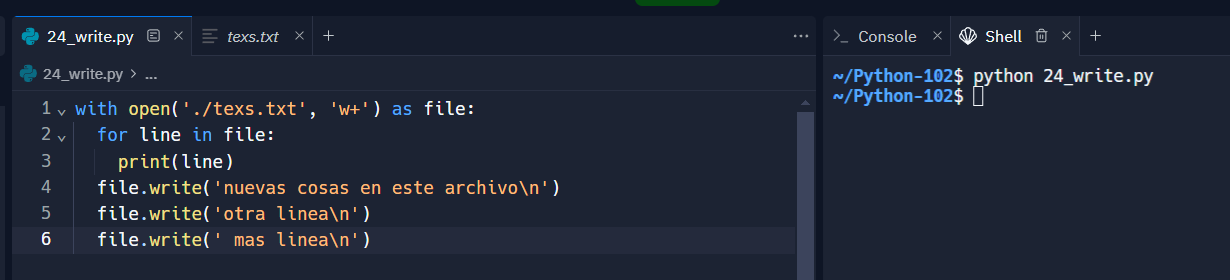 24_write.py
texs.txt
Console
Shell
24_write.py > ...
~/Python-102$ python 24_write.py
~/Python-102$
1 with open('./texs.txt', 'w+') as file:
2 for line in file:
3 print(line)
4 file.write('nuevas cosas en este archivo\n')
5 file.write('otra linea\n')
6 file.write(' mas linea\n')